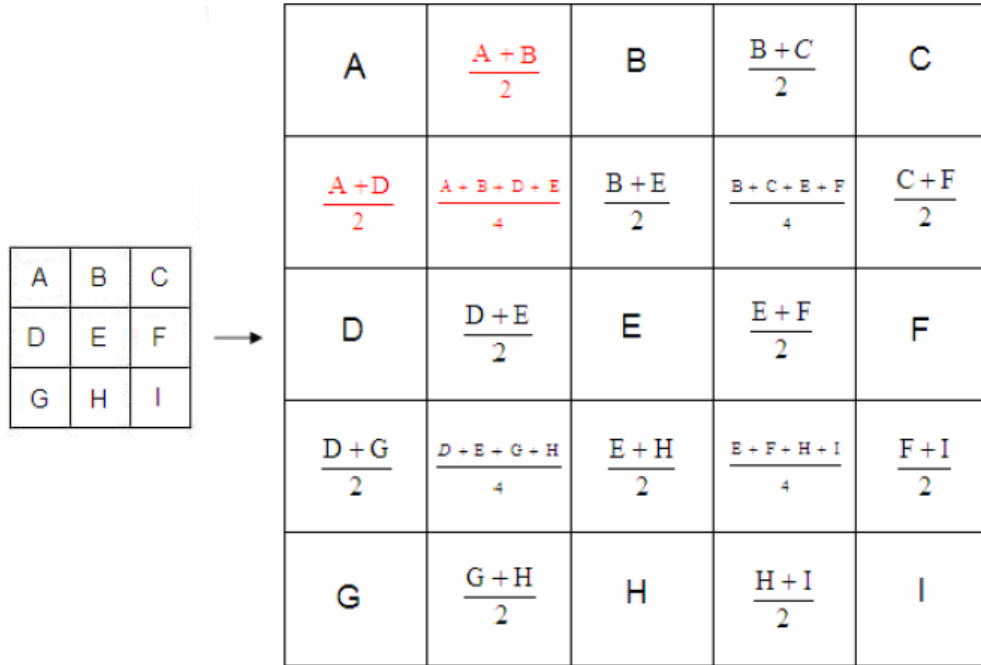 A B C
D E F
G H I
A (A+B)/2 B (B+C)/2 C
(A+D)/2 (A+B+D+E)/4 (B+E)/2 (B+C+E+F)/4 (C+F)/2
D (D+E)/2 E (E+F)/2 F
(D+G)/2 (D+E+G+H)/4 (E+H)/2 (E+F+H+I)/4 (F+I)/2
G (G+H)/2 H (H+I)/2 I